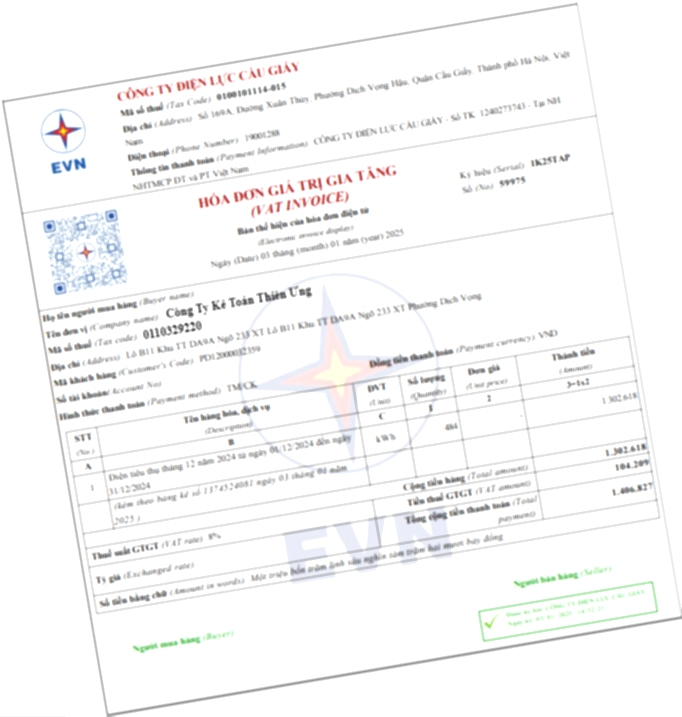 CÔNG TY ĐIỆN LỰC CẦU GIẤY
Mã số thuế (Tax Code) 0100101114-015
Địa chỉ (Address) Số 169A, Đường Xuân Thủy, Phường Dịch Vọng Hậu, Quận Cầu Giấy, Thành phố Hà Nội, Việt
Nam
Điện thoại (Phone Number) 19001288
Thông tin thanh toán (Payment Information) CÔNG TY ĐIỆN LỰC CẦU GIẤY - Số TK 1240273743 - Tại NH
NHTMCP ĐT và PT Việt Nam
EVN
HÓA ĐƠN GIÁ TRỊ GIA TĂNG
(VAT INVOICE)
Bản thể hiện của hóa đơn điện tử
(Electronic invoice display)
Ngày (Date) 03 tháng (month) 01 năm (year) 2025
Ký hiệu (Serial) 1K25TAP
Số (No) 59975
Họ tên người mua hàng (Buyer name)
Tên đơn vị (Company name) Công Ty Kế Toán Thiên Ưng
Mã số thuế (Tax code) 0110329220
Địa chỉ (Address) Lô B11 Khu TT DA9A Ngõ 233 XT Lô B11 Khu TT DA9A Ngõ 233 XT Phường Dịch Vọng
Mã khách hàng (Customer's Code) PD12000032359
Số tài khoản (Account No)
Hình thức thanh toán (Payment method) TM/CK
Đồng tiền thanh toán (Payment currency) VND
STT (No.) Tên hàng hóa, dịch vụ (Description) ĐVT (Unit) Số lượng (Quantity) Đơn giá (Unit price) Thành tiền (Amount)
A B C 1 2 3=1x2
1 Điện tiêu thụ tháng 12 năm 2024 từ ngày 01/12/2024 đến ngày kWh 484 1.302.618
31/12/2024
(kèm theo bảng kê số 1374524081 ngày 03 tháng 01 năm
2025 )
Cộng tiền hàng (Total amount) 1.302.618
Thuế suất GTGT (VAT rate) 8% Tiền thuế GTGT (VAT amount) 104.209
Tổng cộng tiền thanh toán (Total payment) 1.406.827
Tỷ giá (Exchanged rate)
Số tiền bằng chữ (Amount in words) Một triệu bốn trăm linh sáu nghìn tám trăm hai mươi bảy đồng
EVN
Người mua hàng (Buyer)
Người bán hàng (Seller)
CÔNG TY ĐIỆN LỰC CẦU GIẤY